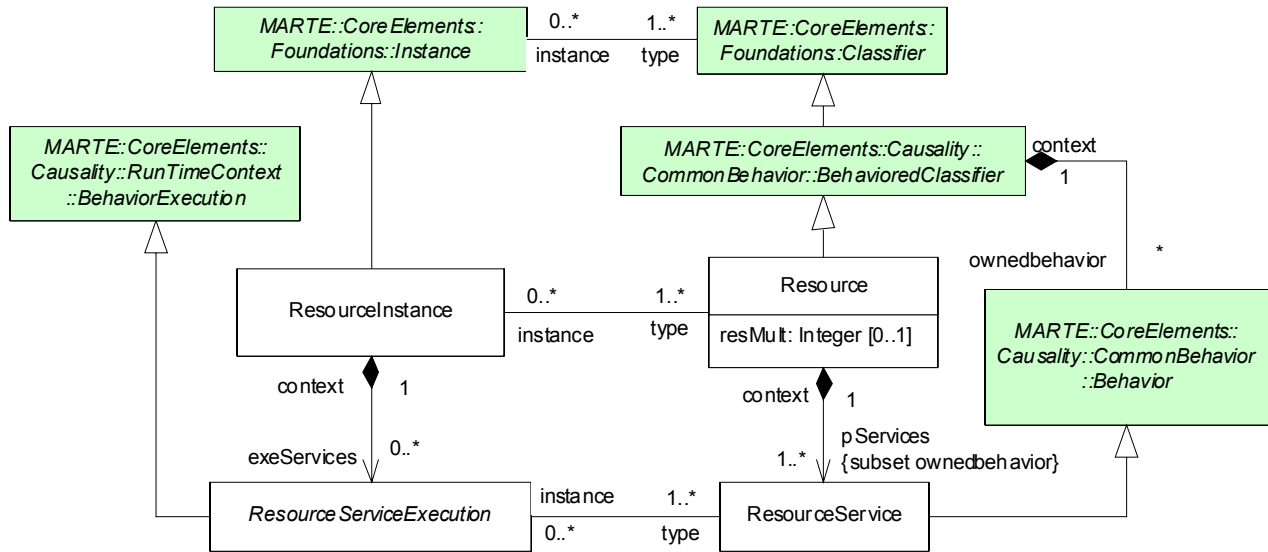 MARTE::CoreElements::
Foundations::Instance
0..*
1..*
instance
type
MARTE::CoreElements::
Foundations::Classifier
MARTE::CoreElements::
Causality::RunTimeContext
::BehaviorExecution
MARTE::CoreElements::Causality::
CommonBehavior::BehavioredClassifier
context
1
ownedbehavior
*
ResourceInstance
0..*
1..*
instance
type
Resource
resMult: Integer [0..1]
MARTE::CoreElements::
Causality::CommonBehavior
::Behavior
context
1
exeServices
0..*
context
1
pServices
1..*
{subset ownedbehavior}
ResourceServiceExecution
instance
1..*
0..*
type
ResourceService